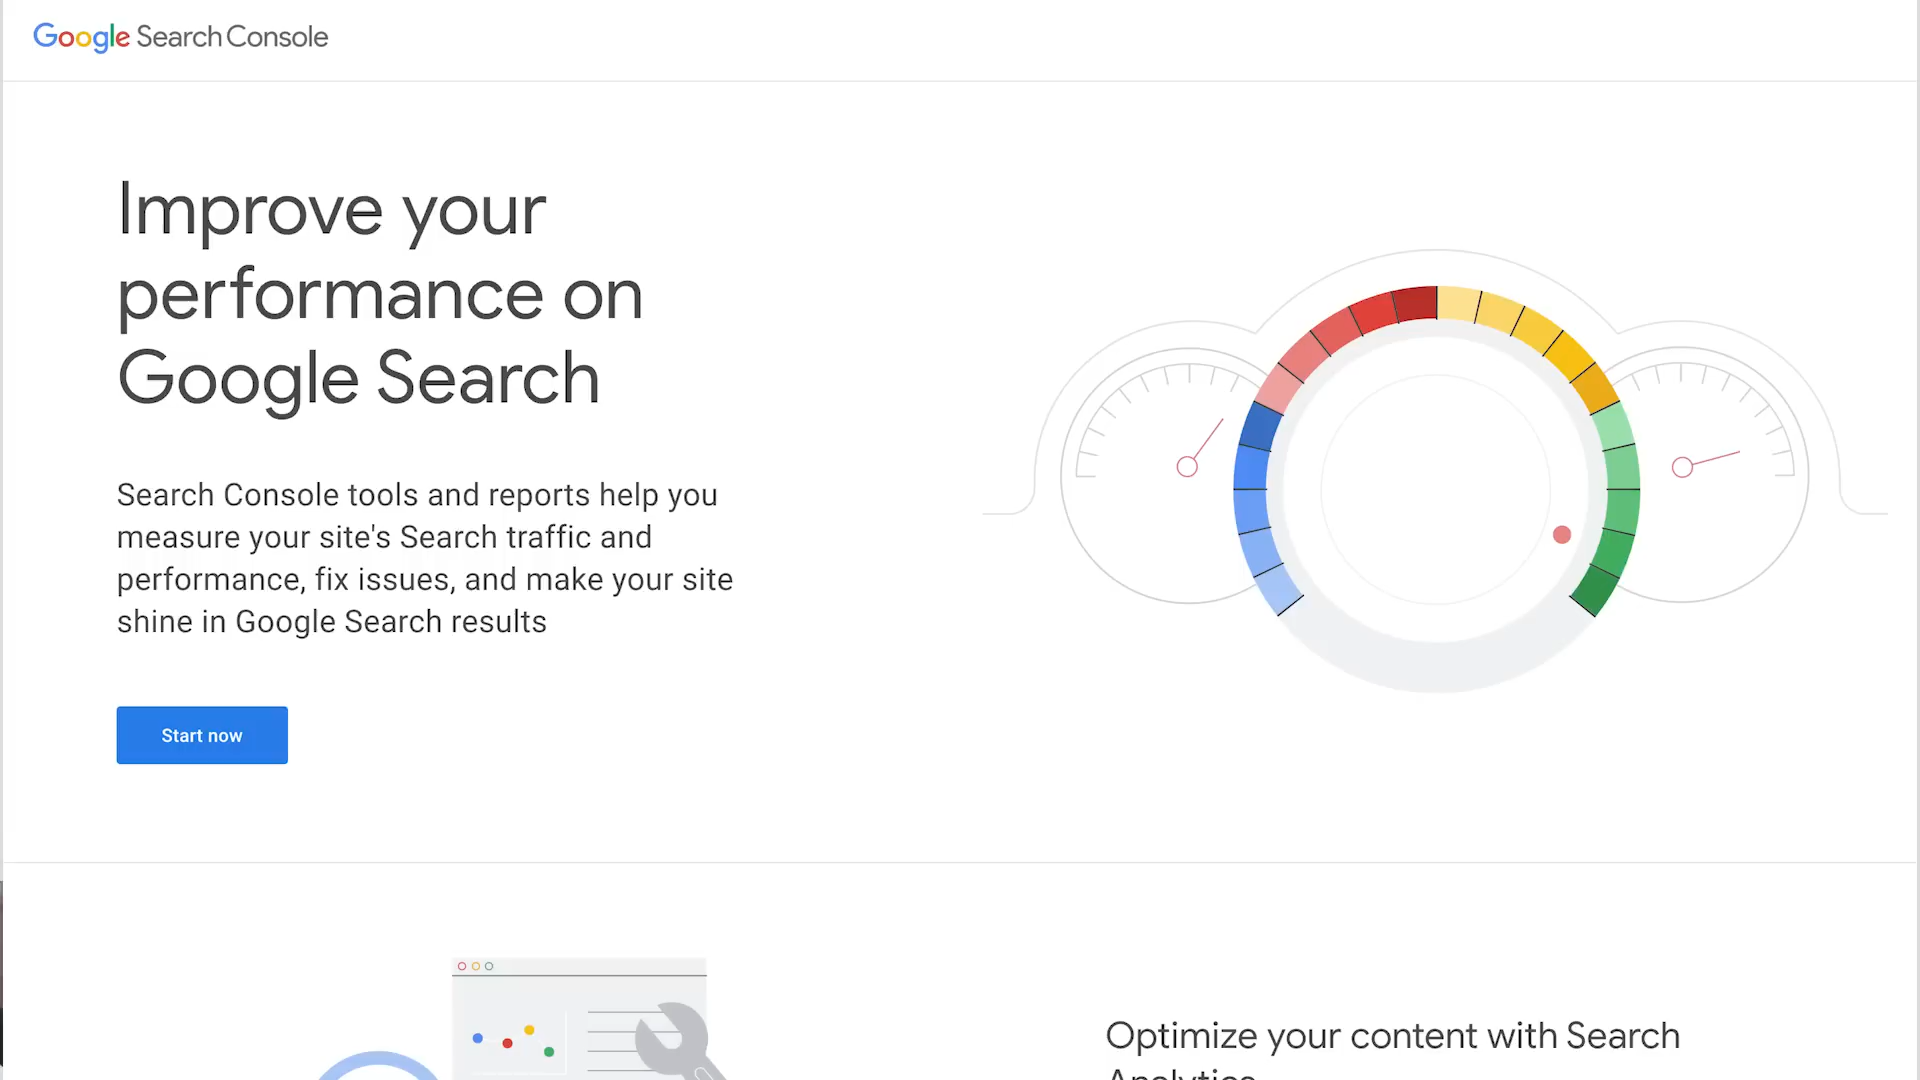 Google Search Console
Improve your
performance on
Google Search
Search Console tools and reports help you
measure your site's Search traffic and
performance, fix issues, and make your site
shine in Google Search results
Start now
Optimize your content with Search
Analytics